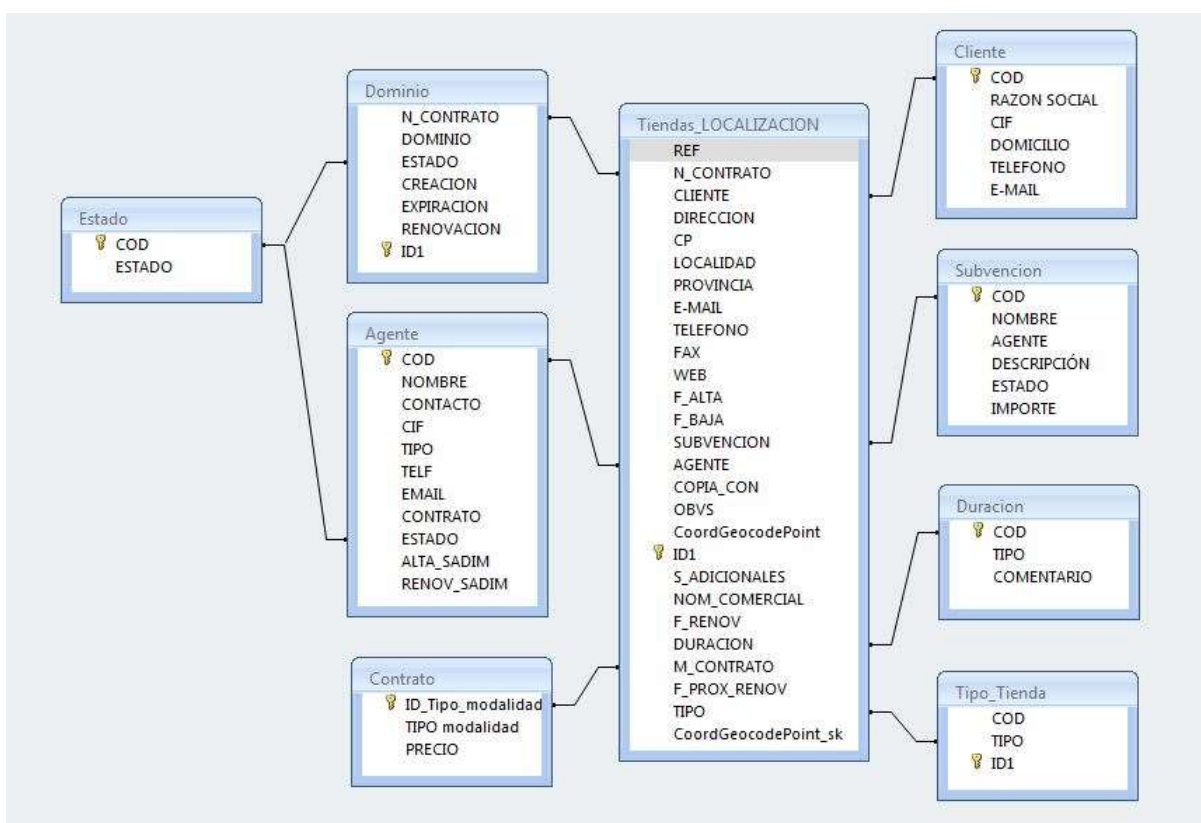 Estado
COD
ESTADO
Dominio
N_CONTRATO
DOMINIO
ESTADO
CREACION
EXPIRACION
RENOVACION
ID1
Agente
COD
NOMBRE
CONTACTO
CIF
TIPO
TELF
EMAIL
CONTRATO
ESTADO
ALTA_SADIM
RENOV_SADIM
Contrato
ID_Tipo_modalidad
TIPO modalidad
PRECIO
Tiendas_LOCALIZACION
REF
N_CONTRATO
CLIENTE
DIRECCION
CP
LOCALIDAD
PROVINCIA
E-MAIL
TELEFONO
FAX
WEB
F_ALTA
F_BAJA
SUBVENCION
AGENTE
COPIA_CON
OBVS
CoordGeocodePoint
ID1
S_ADICIONALES
NOM_COMERCIAL
F_RENOV
DURACION
M_CONTRATO
F_PROX_RENOV
TIPO
CoordGeocodePoint_sk
Cliente
COD
RAZON SOCIAL
CIF
DOMICILIO
TELEFONO
E-MAIL
Subvencion
COD
NOMBRE
AGENTE
DESCRIPCIÓN
ESTADO
IMPORTE
Duracion
COD
TIPO
COMENTARIO
Tipo_Tienda
COD
TIPO
ID1